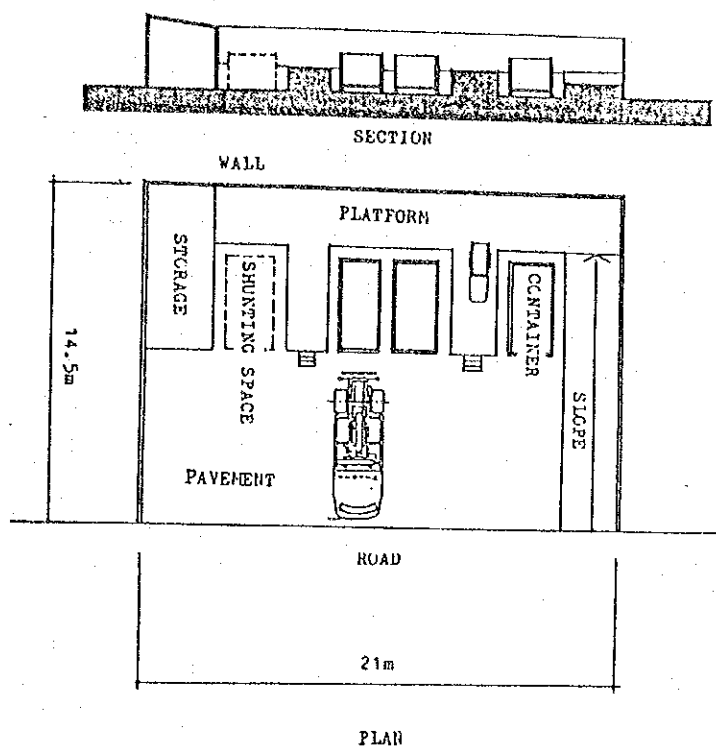 SECTION
WALL
PLATFORM
STORAGE
SHUNTING SPACE
CONTAINER
SLOPE
14.5m
PAVEMENT
ROAD
21m
PLAN